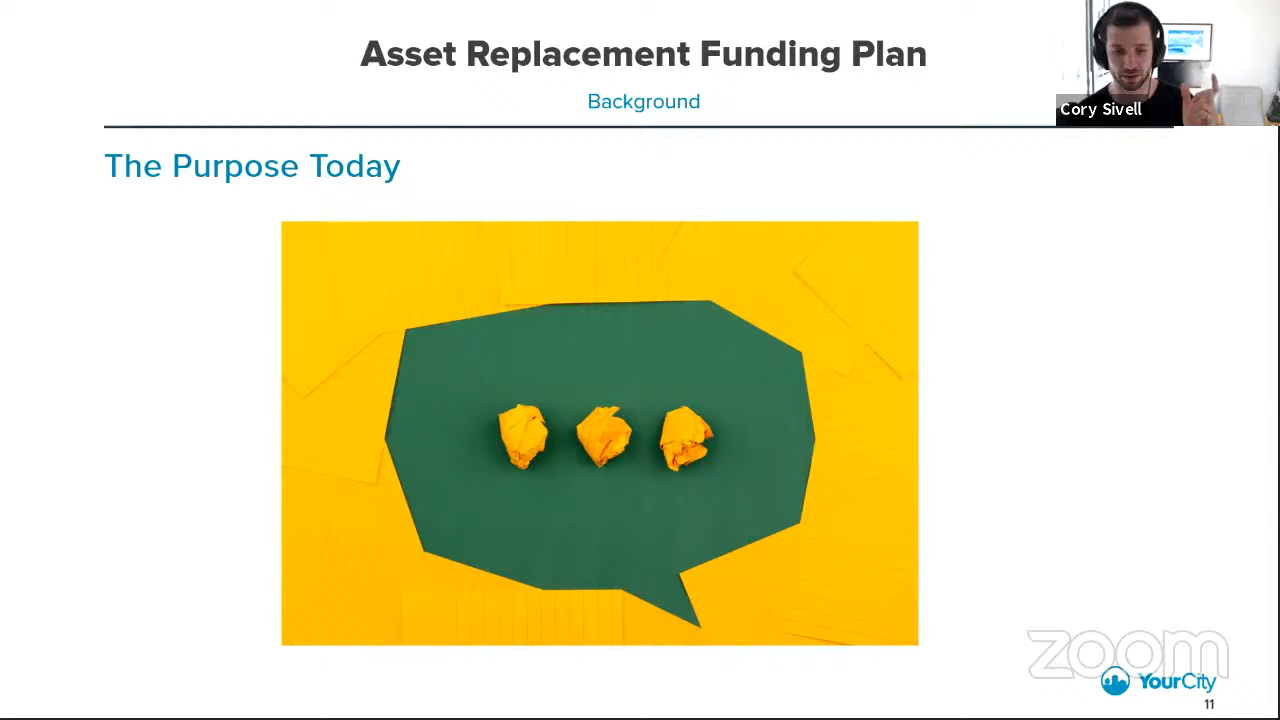 Asset Replacement Funding Plan
Background
Cory Sivell
The Purpose Today
zoom
YourCity
11